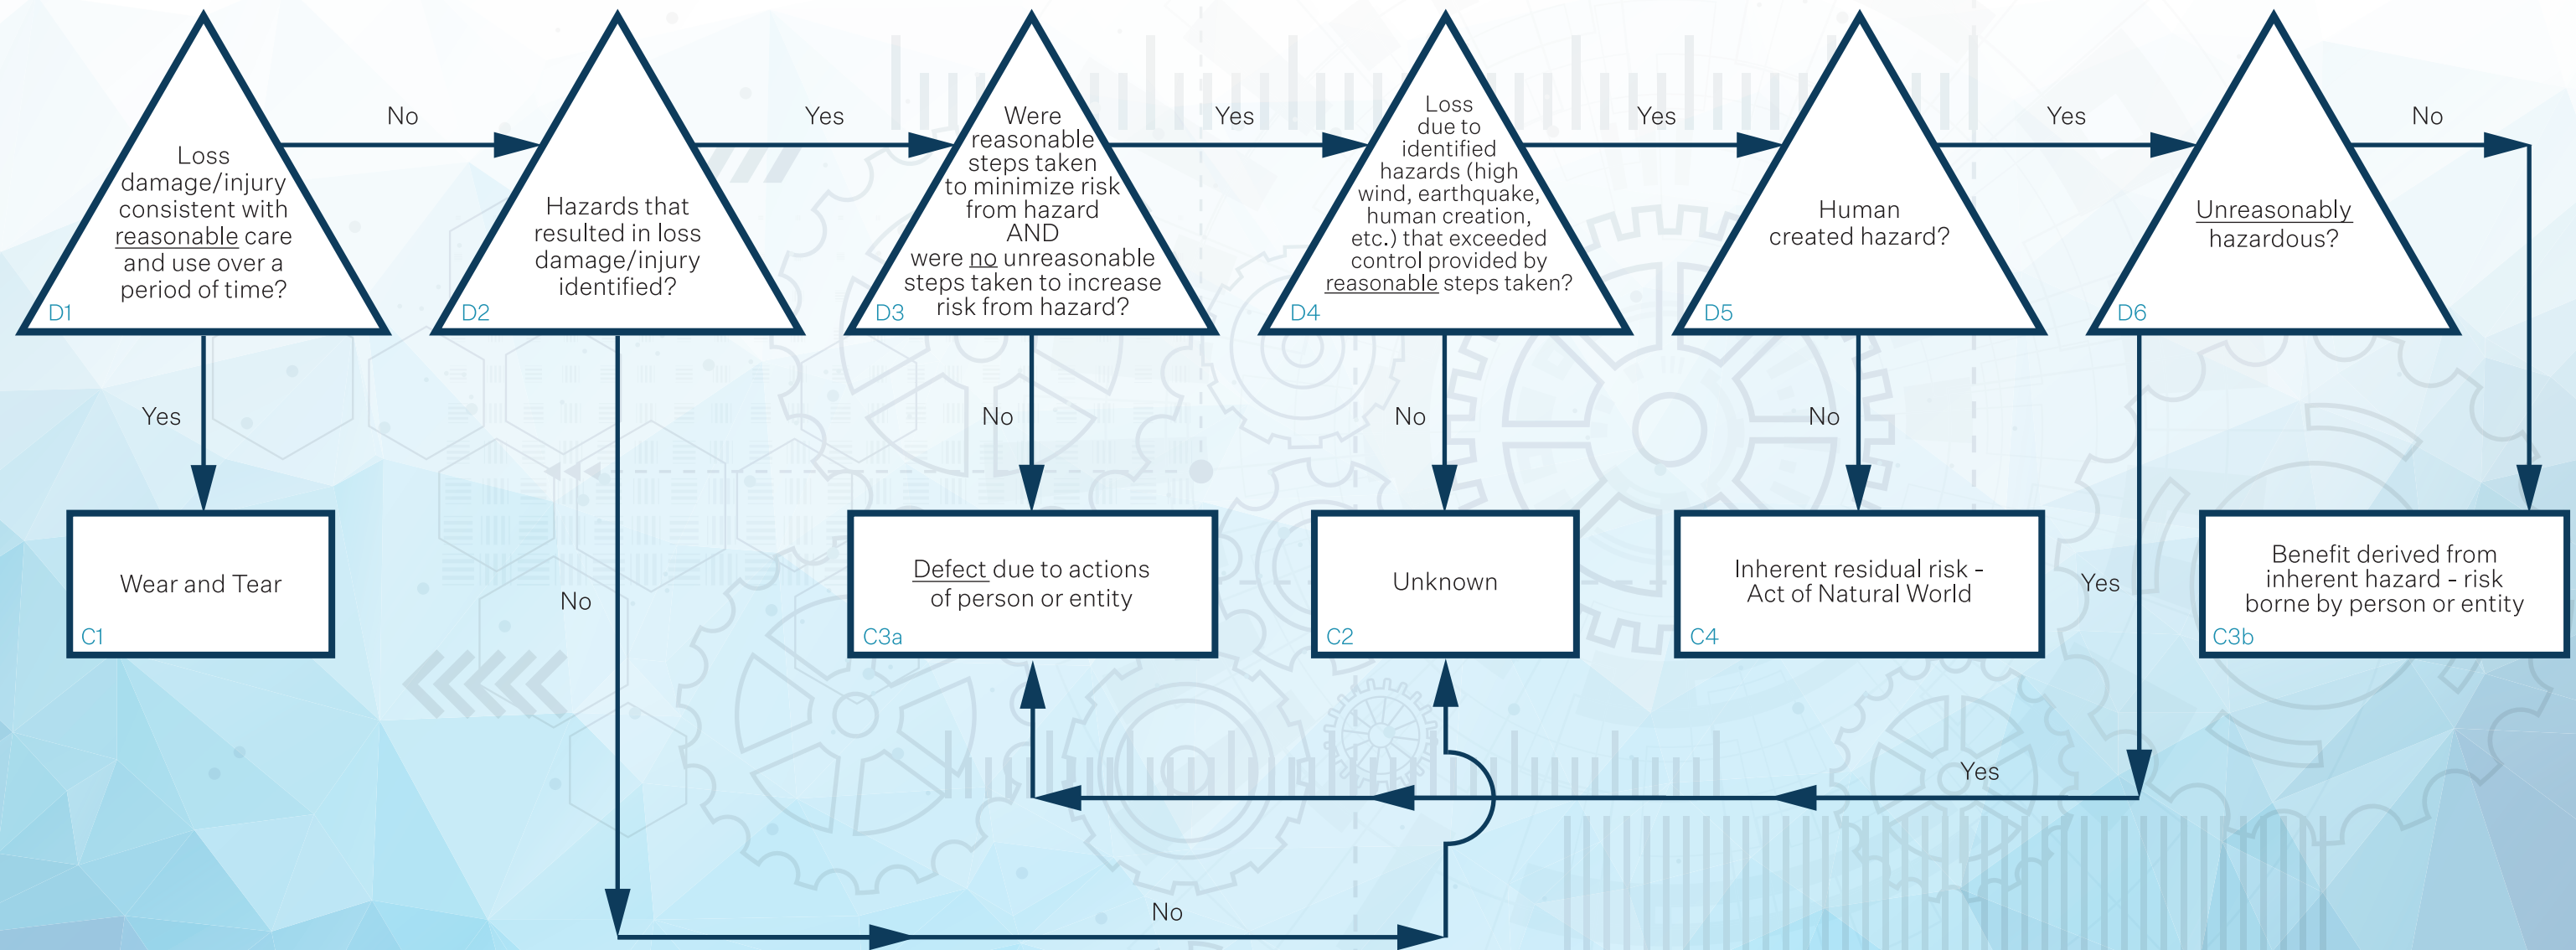 Loss
damage/injury
consistent with
reasonable care
and use over a
period of time?
D1
No
Yes
Hazards that
resulted in loss
damage/injury
identified?
D2
Yes
No
Were
reasonable
steps taken
to minimize risk
from hazard
AND
were no unreasonable
steps taken to increase
risk from hazard?
D3
Yes
No
Loss
due to
identified
hazards (high
wind, earthquake,
human creation,
etc.) that exceeded
control provided by
reasonable steps taken?
D4
Yes
No
Human
created hazard?
D5
Yes
No
Unreasonably
hazardous?
D6
No
Yes
Wear and Tear
C1
Defect due to actions
of person or entity
C3a
Unknown
C2
Inherent residual risk -
Act of Natural World
C4
Benefit derived from
inherent hazard - risk
borne by person or entity
C3b
Yes
No